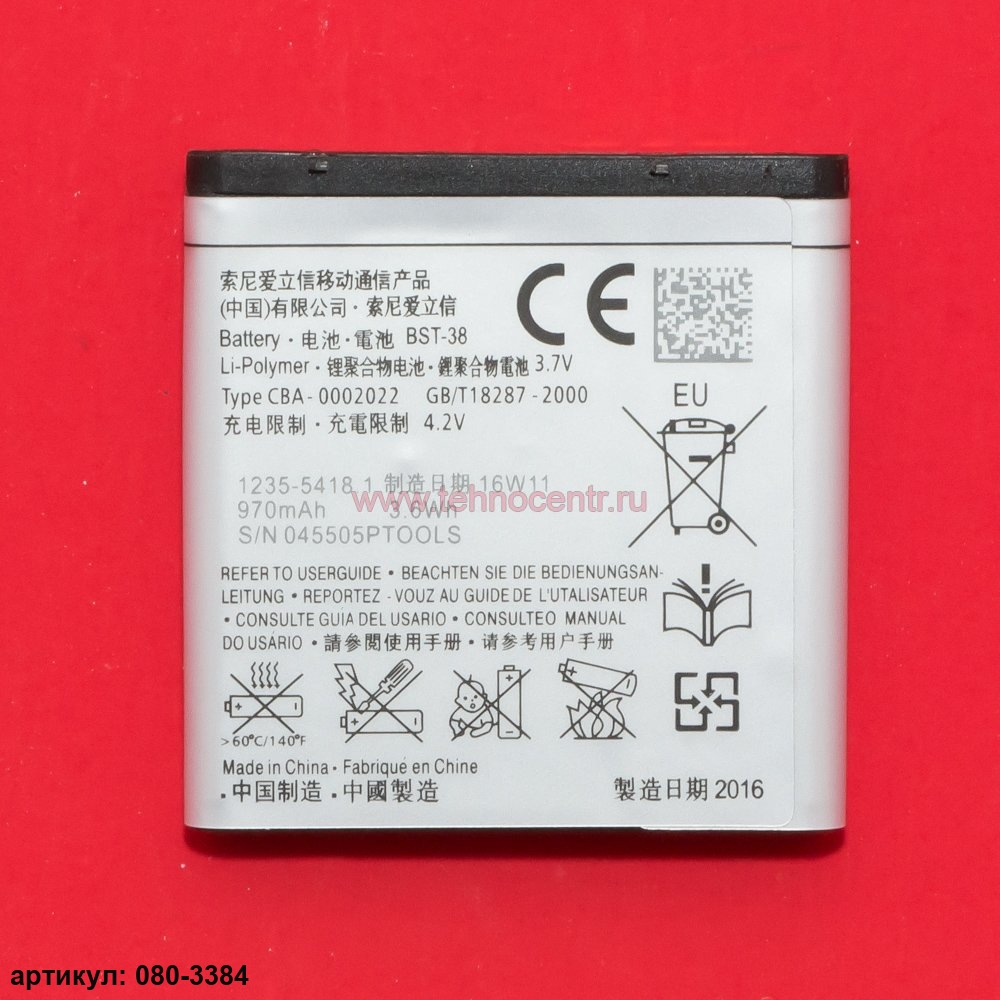 索尼爱立信移动通信产品
(中国)有限公司·索尼爱立信
Battery · 电池 · 電池 BST-38
Li-Polymer · 锂聚合物电池 · 鋰聚合物電池 3.7V
Type CBA - 0002022 GB/T18287 - 2000
充电限制 · 充電限制 4.2V
EU
1235-5418.1 制造日期 16W11
www.tehnocentr.ru
970mAh 3.6Wh
S/N 045505PTOOLS
REFER TO USERGUIDE • BEACHTEN SIE DIE BEDIENUNGSAN-
LEITUNG • REPORTEZ - VOUZ AU GUIDE DE L'UTILISATEUR
• CONSULTE GUIA DEL USARIO • CONSULTEO MANUAL
DO USÁRIO • 請參閱使用手册 • 请参考用户手册
>60°C/140°F
Made in China · Fabriqué en Chine
.中国制造 .中國製造
製造日期 2016
артикул: 080-3384